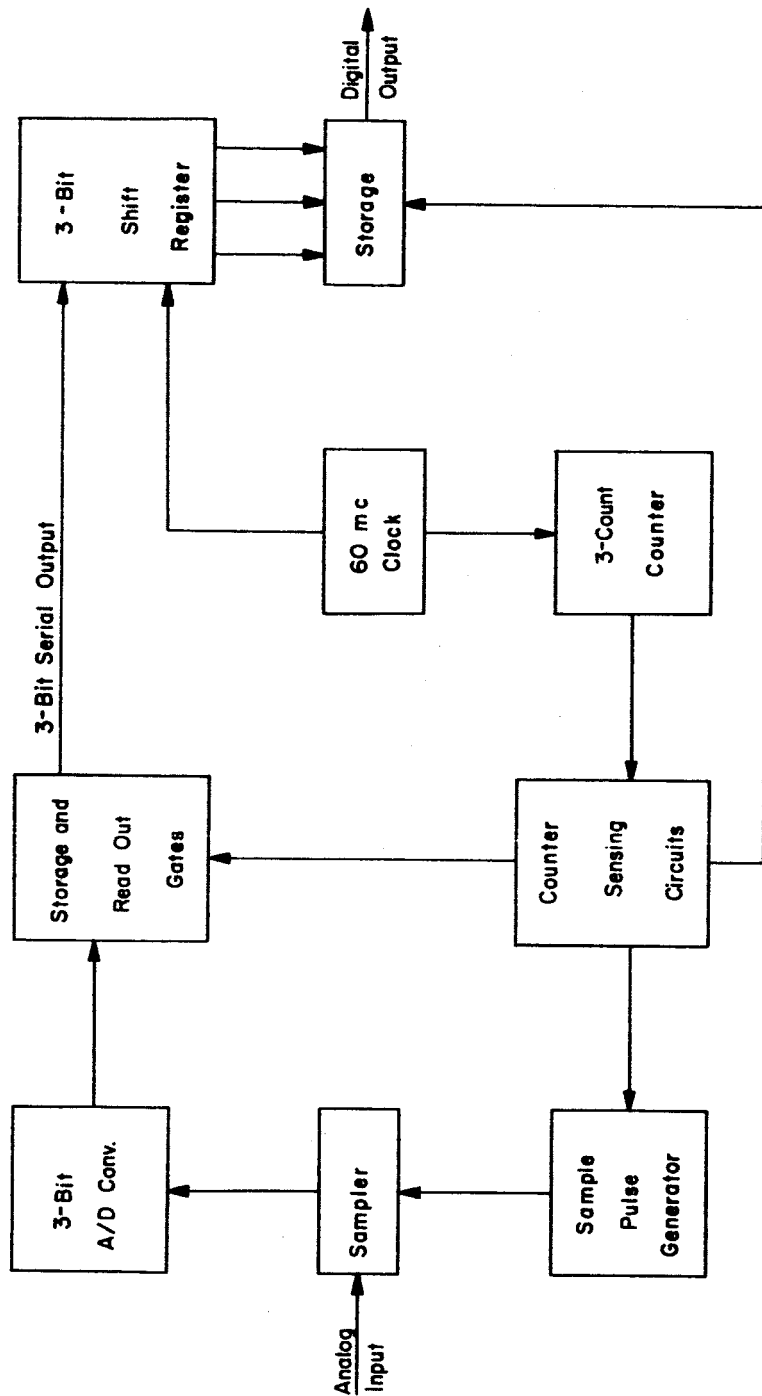 3-Bit
A/D Conv.
Storage and
Read Out
Gates
3-Bit Serial Output
3-Bit
Shift
Register
Analog
Input
Sampler
60 mc
Clock
Storage
Digital
Output
Sample
Pulse
Generator
Counter
Sensing
Circuits
3-Count
Counter